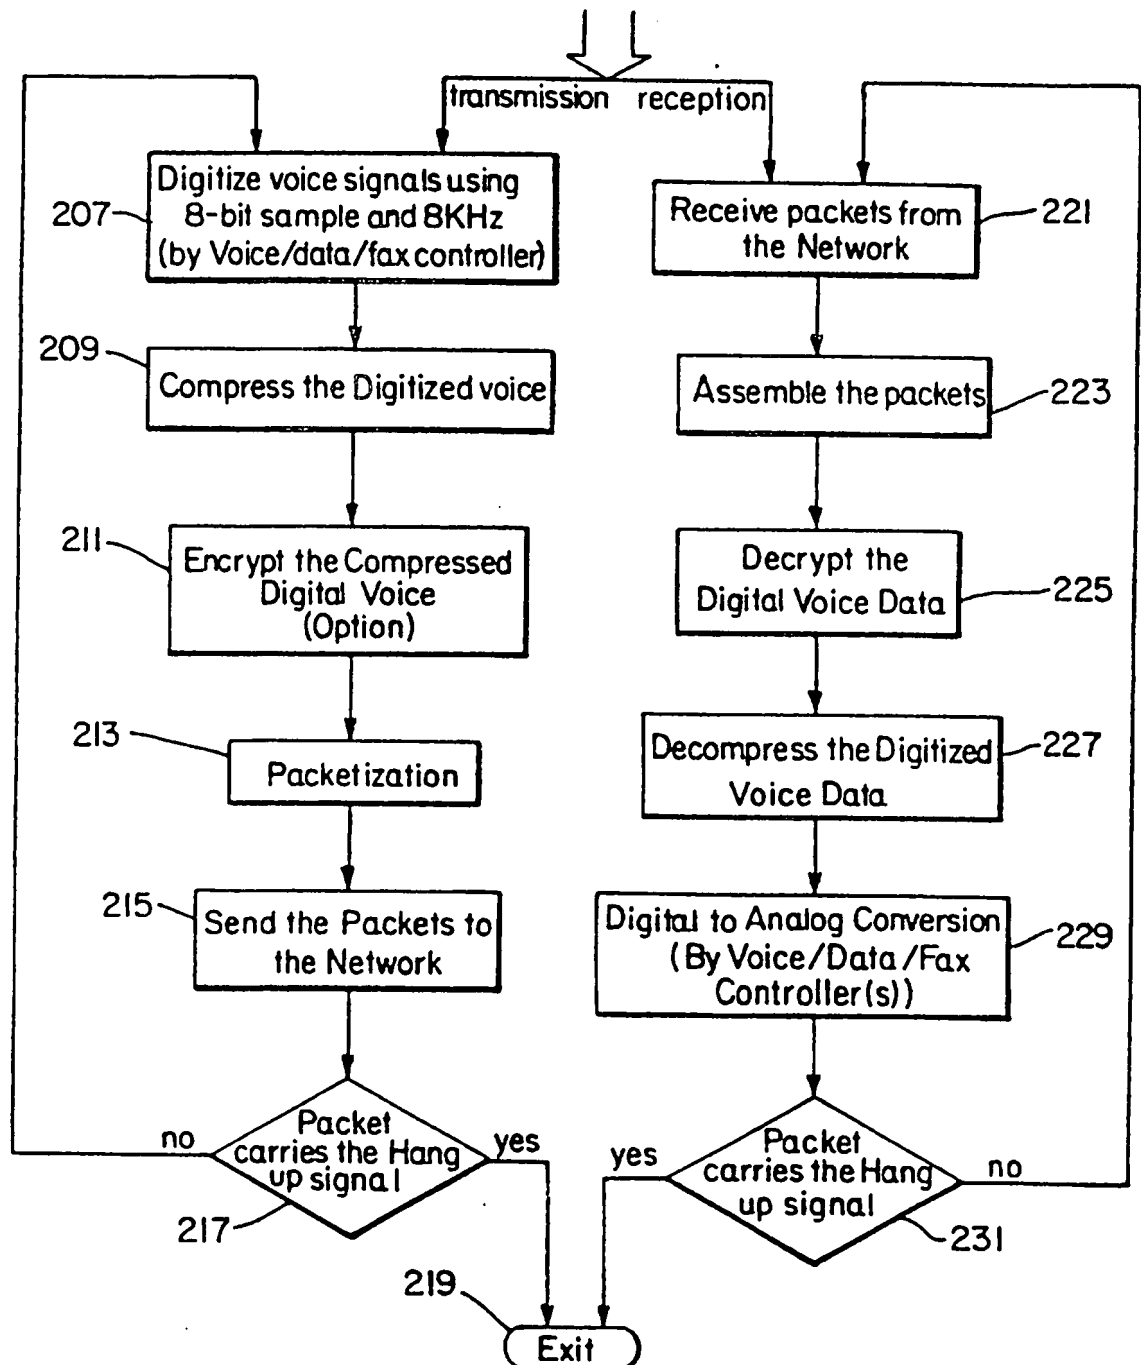 transmission reception
Digitize voice signals using
8-bit sample and 8KHz
(by Voice/data/fax controller)
207
209
Compress the Digitized voice
211
Encrypt the Compressed
Digital Voice
(Option)
213
Packetization
215
Send the Packets to
the Network
no
Packet
carries the Hang
up signal
yes
217
Receive packets from
the Network
221
Assemble the packets
223
Decrypt the
Digital Voice Data
225
Decompress the Digitized
Voice Data
227
Digital to Analog Conversion
(By Voice/Data/Fax
Controller(s))
229
yes
Packet
carries the Hang
up signal
no
231
219
Exit